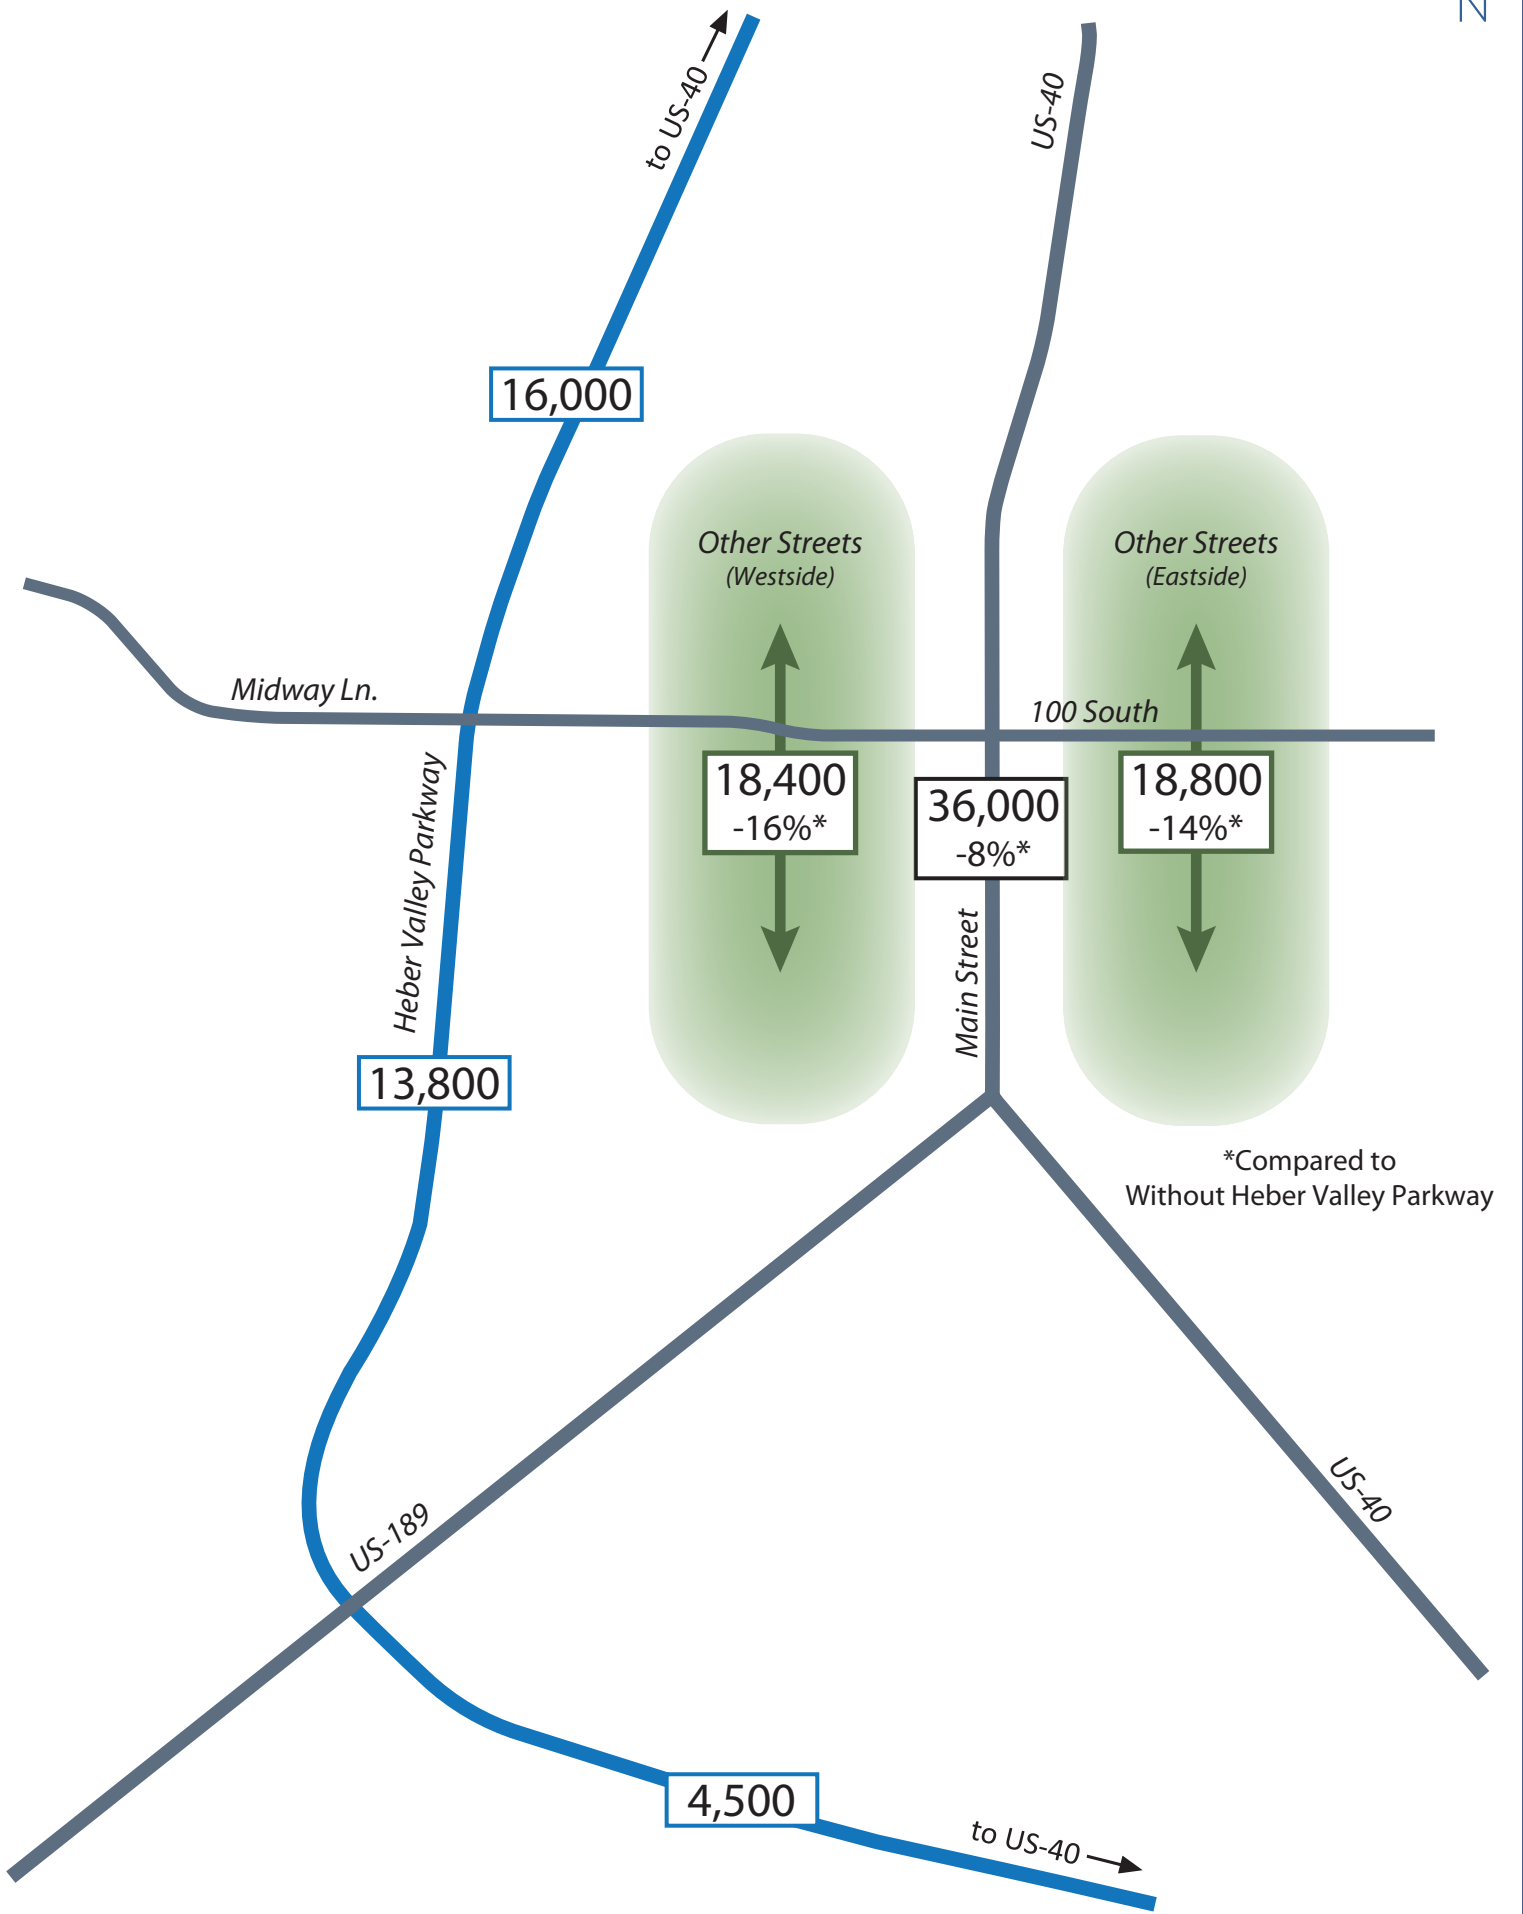 N
to US-40
US-40
16,000
Other Streets
(Westside)
Other Streets
(Eastside)
Midway Ln.
100 South
18,400
-16%*
36,000
-8%*
18,800
-14%*
Heber Valley Parkway
Main Street
13,800
*Compared to
Without Heber Valley Parkway
US-189
US-40
4,500
to US-40